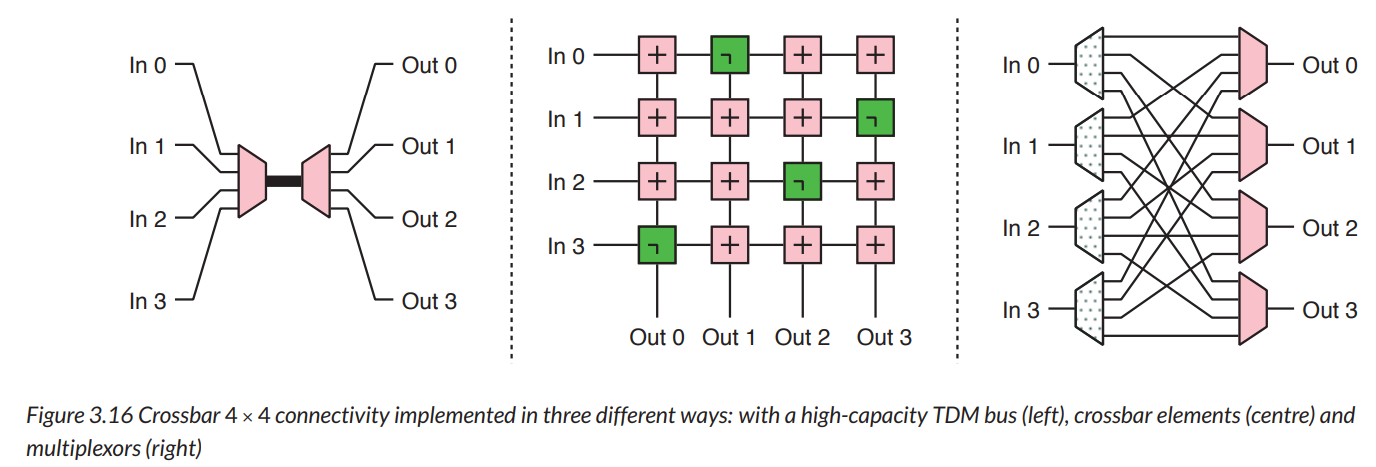 In 0
Out 0
In 1
Out 1
In 2
Out 2
In 3
Out 3
In 0
In 1
In 2
In 3
Out 0 Out 1 Out 2 Out 3
In 0
Out 0
In 1
Out 1
In 2
Out 2
In 3
Out 3
Figure 3.16 Crossbar 4 × 4 connectivity implemented in three different ways: with a high-capacity TDM bus (left), crossbar elements (centre) and
multiplexors (right)